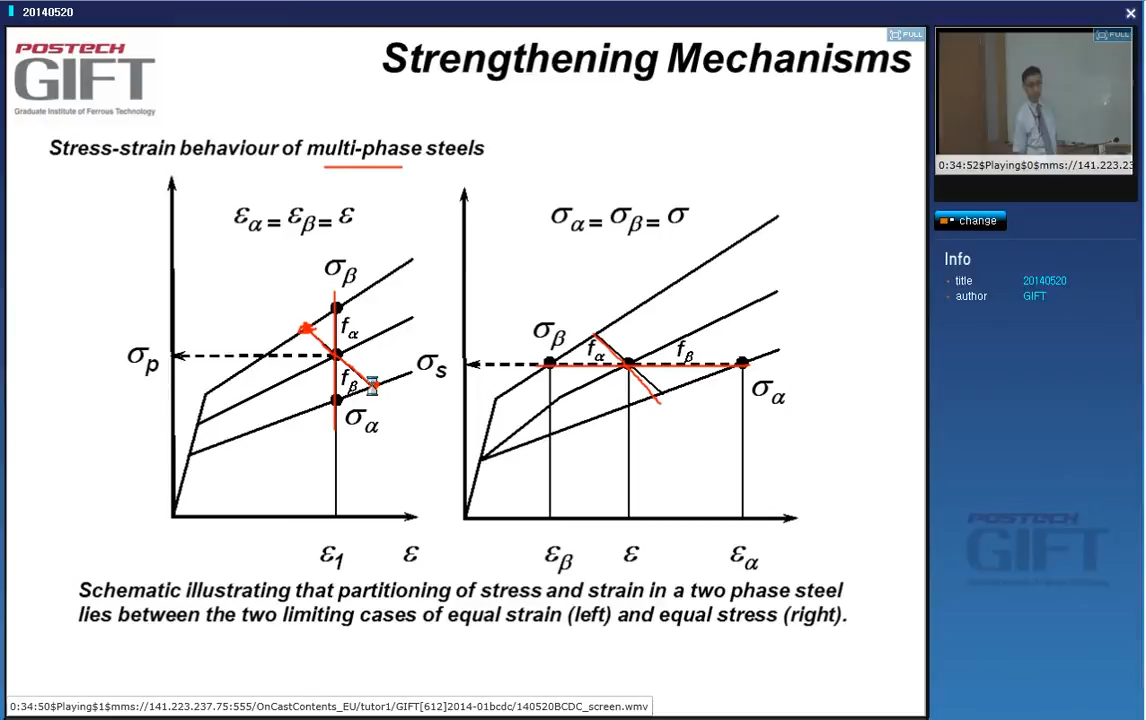 20140520
FULL
POSTECH
GIFT
Graduate Institute of Ferrous Technology
Strengthening Mechanisms
Stress-strain behaviour of multi-phase steels
εα = εβ = ε
σα = σβ = σ
σβ
fα
σp
fβ
σα
ε1
ε
σβ
fα
fβ
σs
σα
εβ
ε
εα
Schematic illustrating that partitioning of stress and strain in a two phase steel
lies between the two limiting cases of equal strain (left) and equal stress (right).
0:34:50$Playing$1$mms://141.223.237.75:555/OnCastContents_EU/tutor1/GIFT[612]2014-01bcdc/140520BCDC_screen.wmv
FULL
0:34:52$Playing$0$mms://141.223.23
change
Info
title 20140520
author GIFT
POSTECH
GIFT